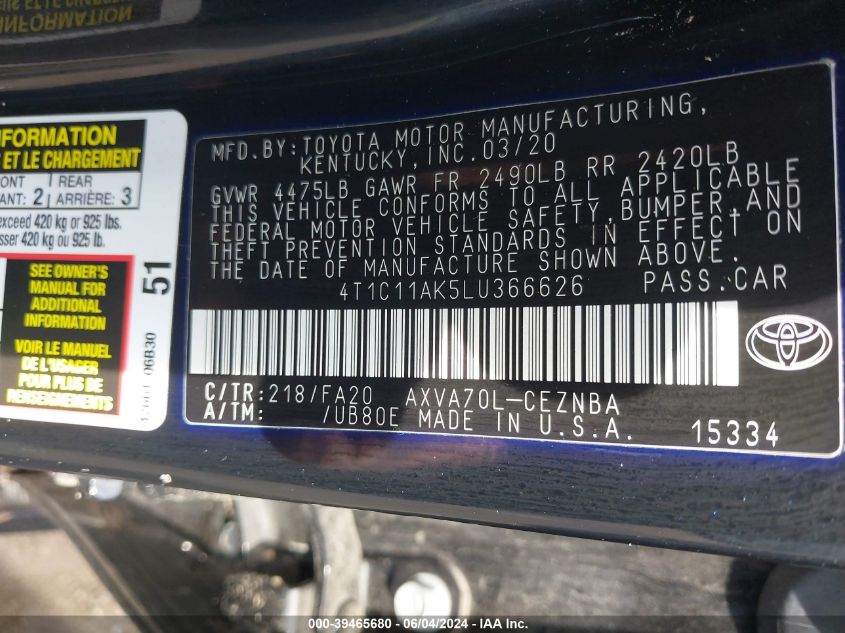 INFORMATION
NFORMATION
S ET LE CHARGEMENT
ONT
ANT: 2
REAR
ARRIÈRE: 3
exceed 420 kg or 925 lbs.
sser 420 kg ou 925 lb.
SEE OWNER'S
MANUAL FOR
ADDITIONAL
INFORMATION
VOIR LE MANUEL
DE L'USAGER
POUR PLUS DE
RENSEIGNEMENTS
51
06B30
MFD.BY:TOYOTA MOTOR MANUFACTURING,
KENTUCKY,INC.03/20
GVWR 4475LB GAWR FR 2490LB RR 2420LB
THIS VEHICLE CONFORMS TO ALL APPLICABLE
FEDERAL MOTOR VEHICLE SAFETY,BUMPER,AND
THEFT PREVENTION STANDARDS IN EFFECT ON
THE DATE OF MANUFACTURE SHOWN ABOVE.
4T1C11AK5LU366626 PASS.CAR
C/TR:218/FA20 AXVA70L-CEZNBA
A/TM: /UB80E MADE IN U.S.A. 15334
000-39465680 - 06/04/2024 - IAA Inc.